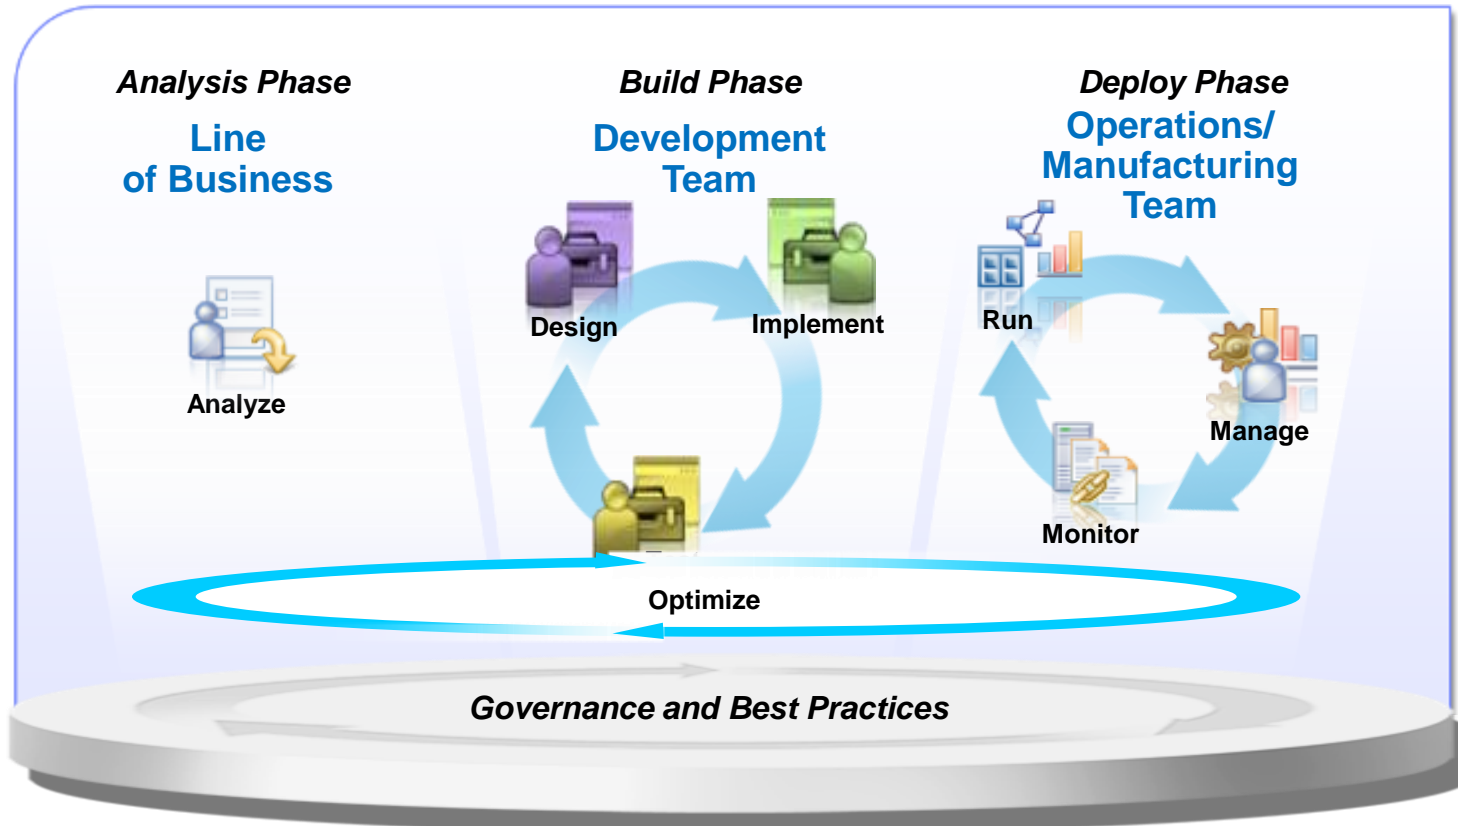 Analysis Phase
Line
of Business
Analyze
Build Phase
Development
Team
Design
Implement
Deploy Phase
Operations/
Manufacturing
Team
Run
Manage
Monitor
Optimize
Governance and Best Practices